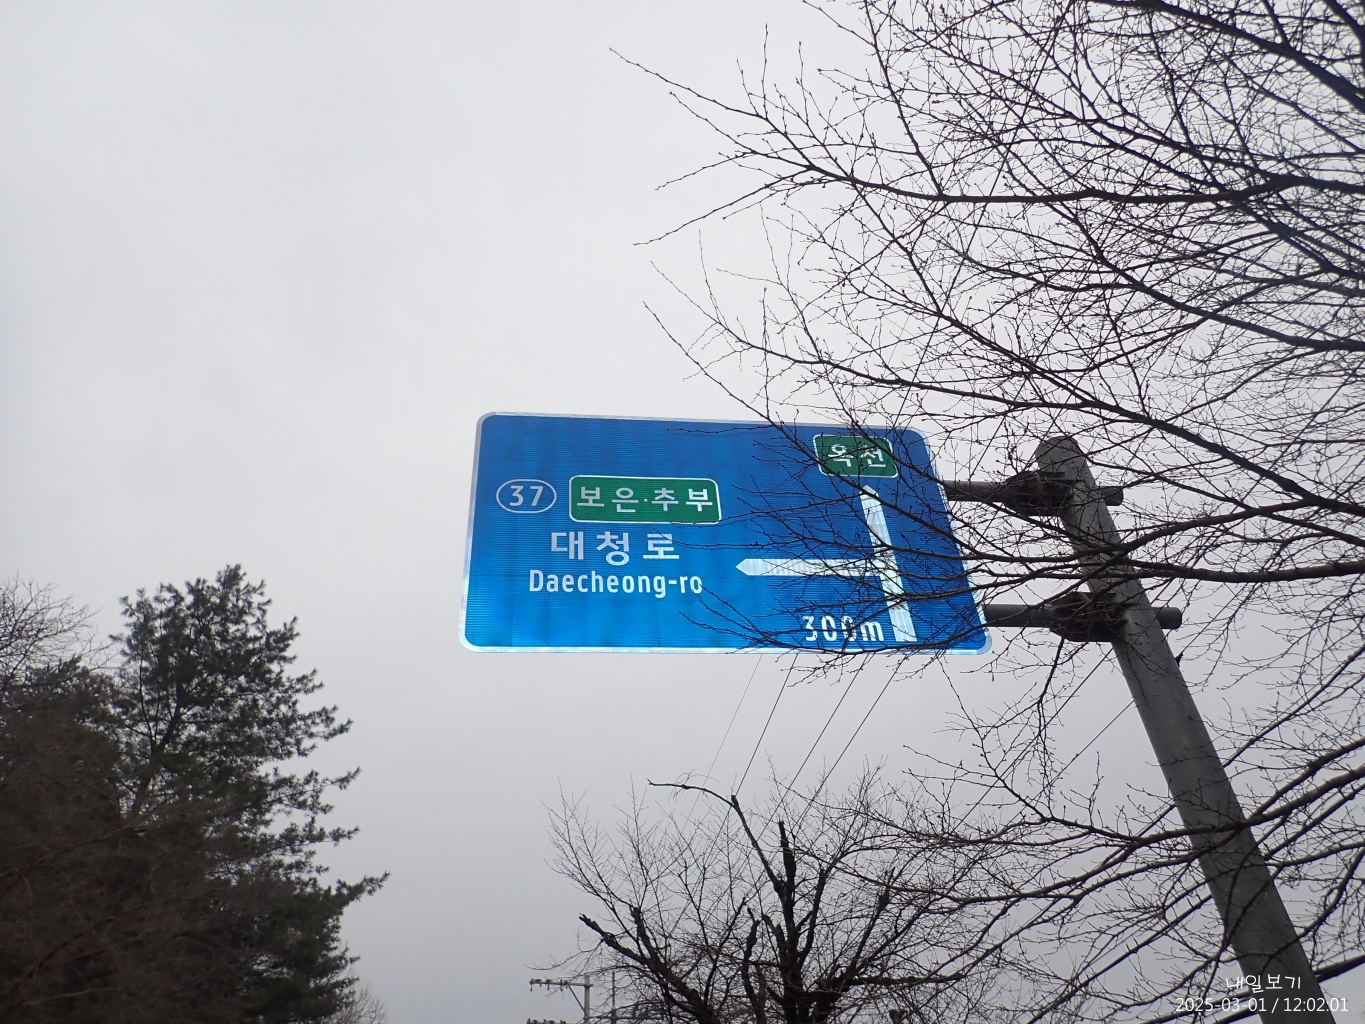 옥천
37 보은·추부
대청로
Daecheong-ro
300m
내일보기
2025-03-01 / 12:02:01